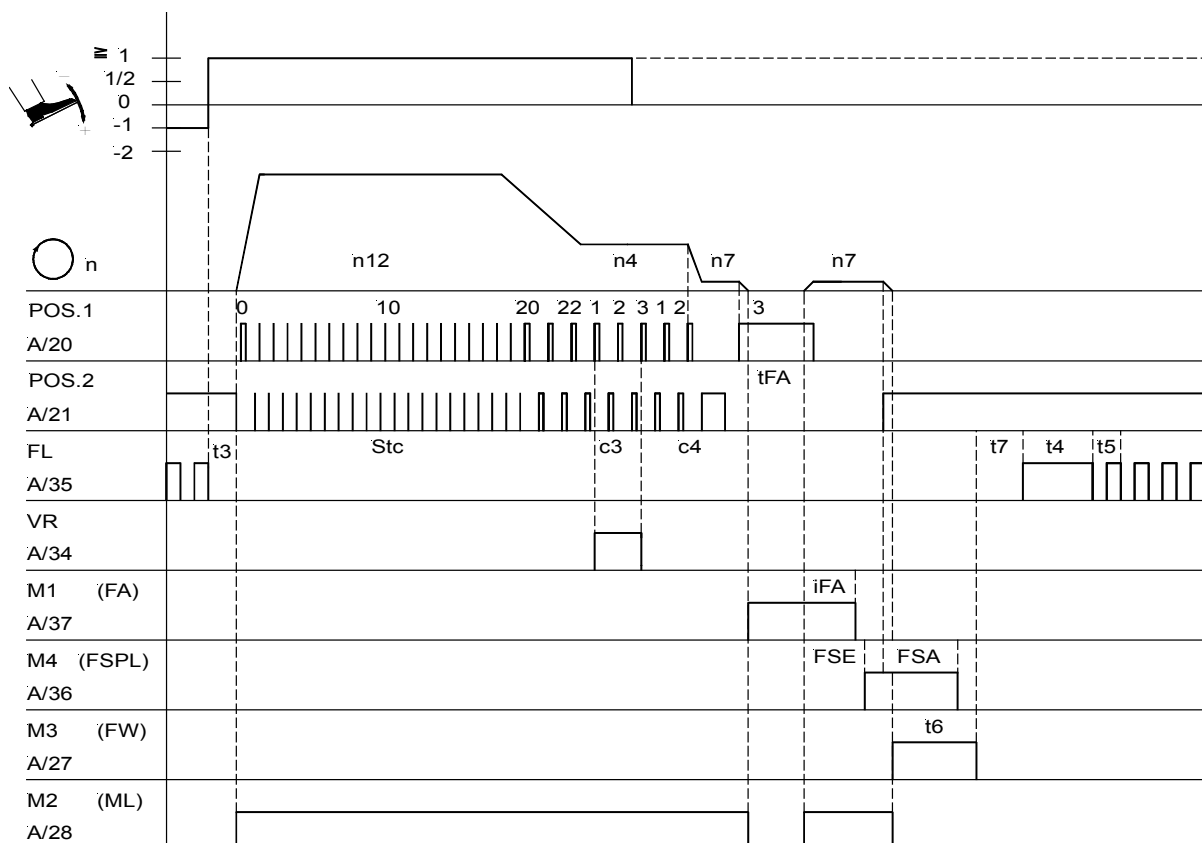 ≧ 1
1/2
0
-1
-2
− +
n n12 n4 n7 n7
POS.1 0 10 20 22 1 2 3 1 2 3
A/20
POS.2 tFA
A/21
FL t3 Stc c3 c4 t7 t4 t5
A/35
VR
A/34
M1 (FA) iFA
A/37
M4 (FSPL) FSE FSA
A/36
M3 (FW) t6
A/27
M2 (ML)
A/28